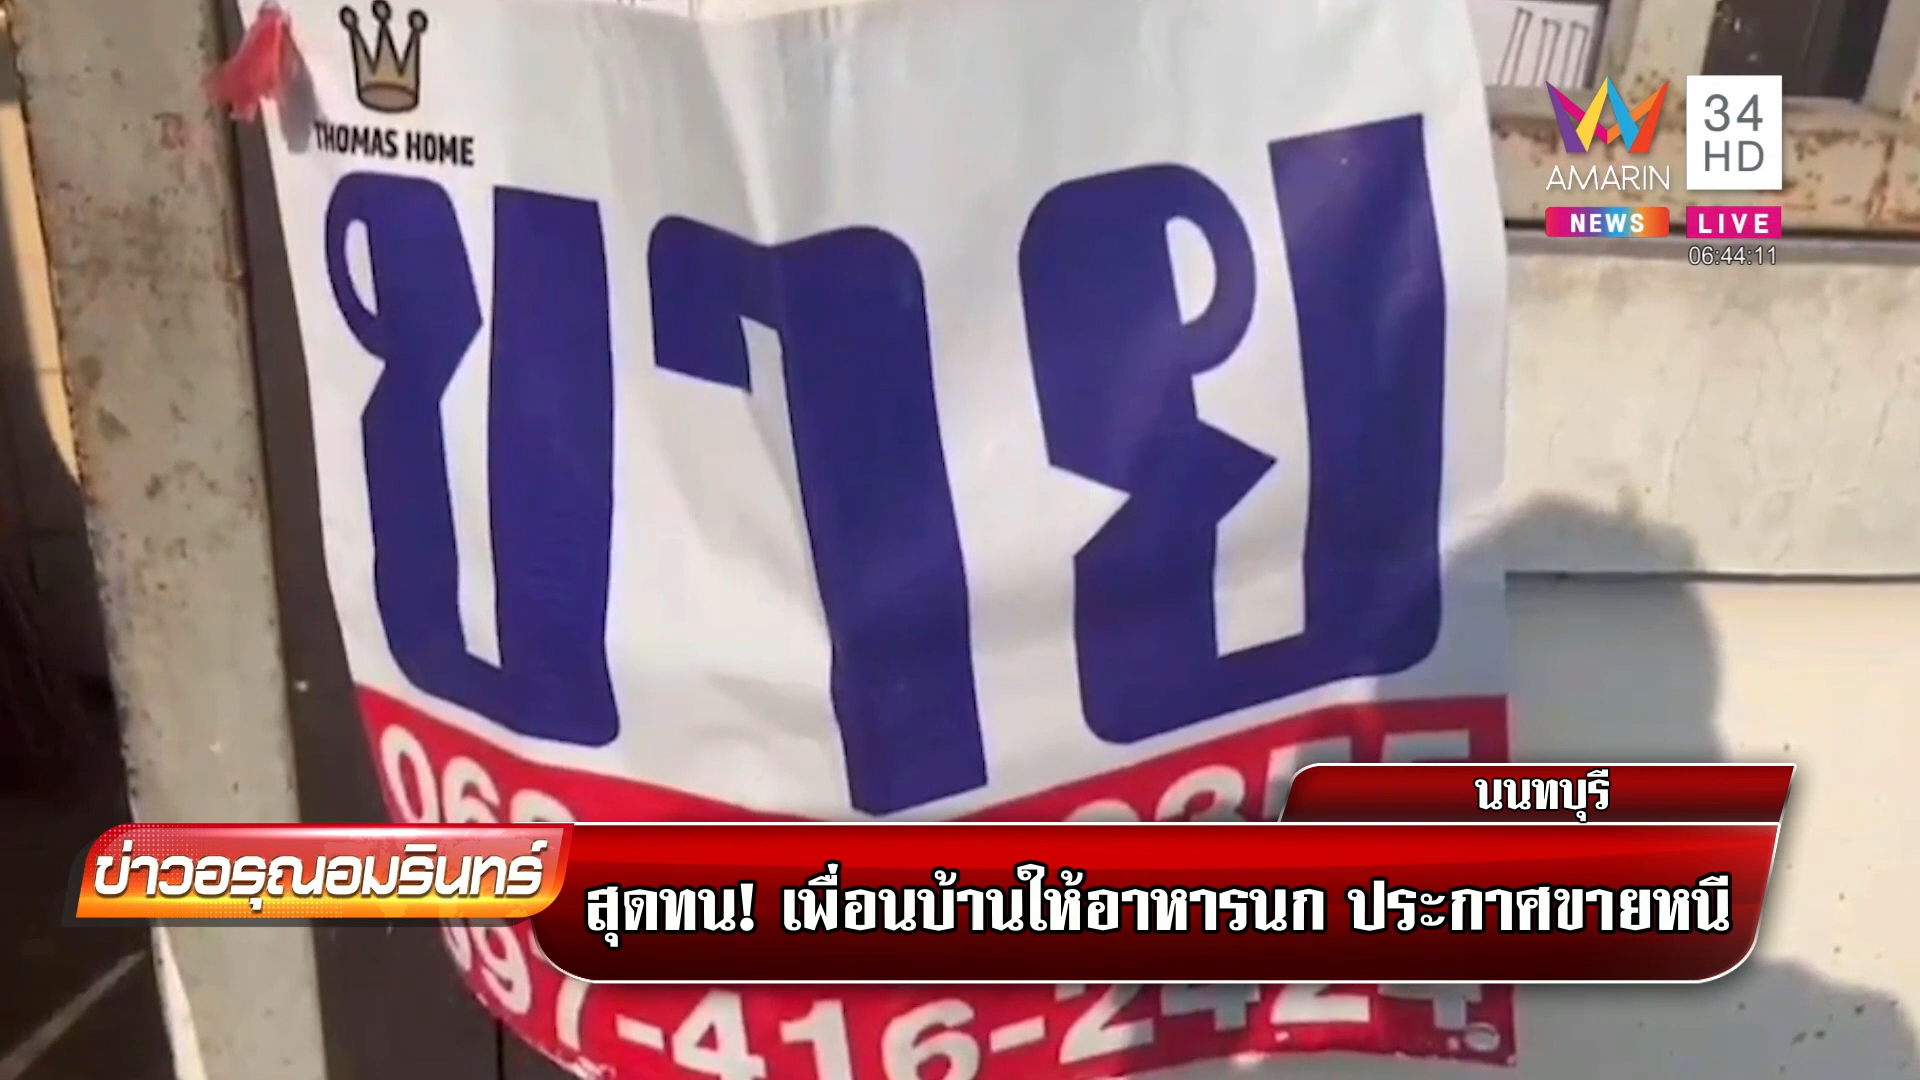 THOMAS HOME
34
HD
AMARIN
NEWS
LIVE
06:44:11
ขาย
นนทบุรี
ข่าวอรุณอมรินทร์
สุดทน! เพื่อนบ้านให้อาหารนก ประกาศขายหนี
097-416-2424